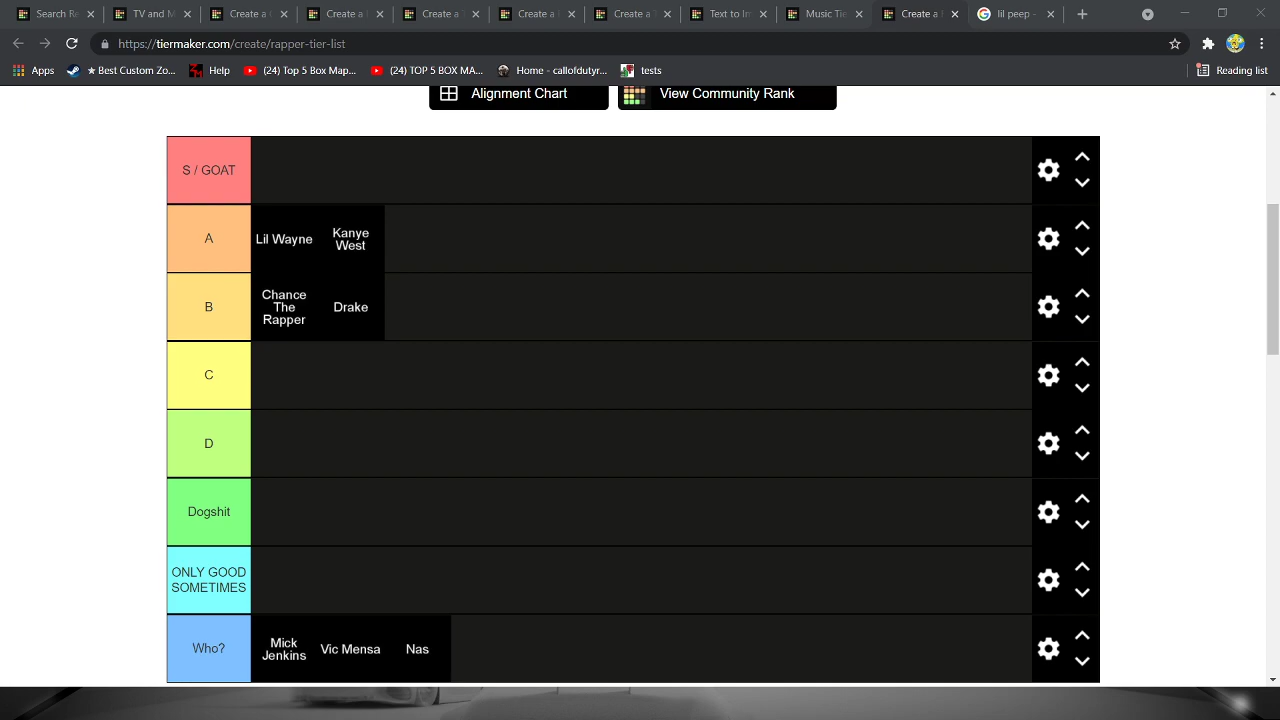 Search Re
TV and M
Create a C
Create a
Create a
Create a
Create a
Text to Im
Music Tie
Create a
lil peep -
https://tiermaker.com/create/rapper-tier-list
Apps
★ Best Custom Zo...
Help
(24) Top 5 Box Map...
(24) TOP 5 BOX MA...
Home - callofdutyr...
tests
Reading list
Alignment Chart
View Community Rank
S / GOAT
A
Lil Wayne
Kanye
West
B
Chance
The
Rapper
Drake
C
D
Dogshit
ONLY GOOD
SOMETIMES
Who?
Mick
Jenkins
Vic Mensa
Nas